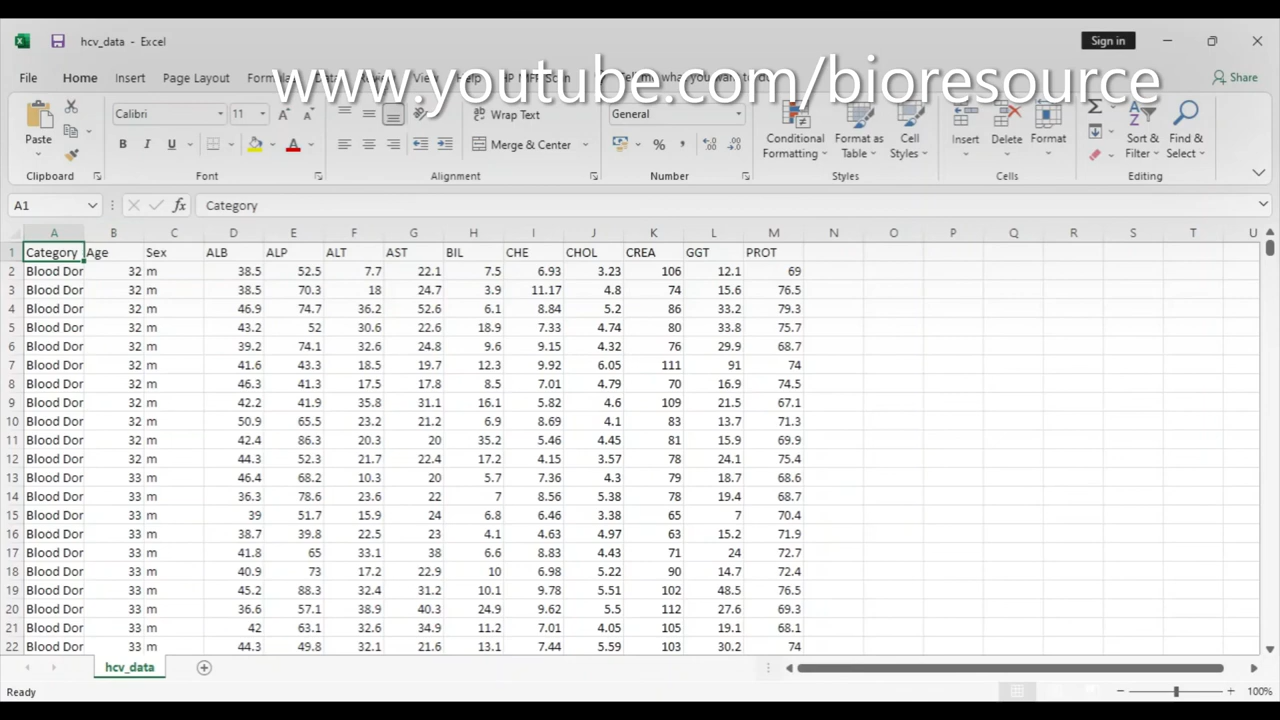 hcv_data - Excel
Sign in
File Home Insert Page Layout View Help Share
www.youtube.com/bioresource
Calibri 11 Wrap Text General
Paste Merge & Center Conditional Formatting Format as Table Cell Styles Insert Delete Format Sort & Filter Find & Select
Clipboard Font Alignment Number Styles Cells Editing
A1 fx Category
A B C D E F G H I J K L M N O P Q R S T U
1 Category Age Sex ALB ALP ALT AST BIL CHE CHOL CREA GGT PROT
2 Blood Dor 32 m 38.5 52.5 7.7 22.1 7.5 6.93 3.23 106 12.1 69
3 Blood Dor 32 m 38.5 70.3 18 24.7 3.9 11.17 4.8 74 15.6 76.5
4 Blood Dor 32 m 46.9 74.7 36.2 52.6 6.1 8.84 5.2 86 33.2 79.3
5 Blood Dor 32 m 43.2 52 30.6 22.6 18.9 7.33 4.74 80 33.8 75.7
6 Blood Dor 32 m 39.2 74.1 32.6 24.8 9.6 9.15 4.32 76 29.9 68.7
7 Blood Dor 32 m 41.6 43.3 18.5 19.7 12.3 9.92 6.05 111 91 74
8 Blood Dor 32 m 46.3 41.3 17.5 17.8 8.5 7.01 4.79 70 16.9 74.5
9 Blood Dor 32 m 42.2 41.9 35.8 31.1 16.1 5.82 4.6 109 21.5 67.1
10 Blood Dor 32 m 50.9 65.5 23.2 21.2 6.9 8.69 4.1 83 13.7 71.3
11 Blood Dor 32 m 42.4 86.3 20.3 20 35.2 5.46 4.45 81 15.9 69.9
12 Blood Dor 32 m 44.3 52.3 21.7 22.4 17.2 4.15 3.57 78 24.1 75.4
13 Blood Dor 33 m 46.4 68.2 10.3 20 5.7 7.36 4.3 79 18.7 68.6
14 Blood Dor 33 m 36.3 78.6 23.6 22 7 8.56 5.38 78 19.4 68.7
15 Blood Dor 33 m 39 51.7 15.9 24 6.8 6.46 3.38 65 7 70.4
16 Blood Dor 33 m 38.7 39.8 22.5 23 4.1 4.63 4.97 63 15.2 71.9
17 Blood Dor 33 m 41.8 65 33.1 38 6.6 8.83 4.43 71 24 72.7
18 Blood Dor 33 m 40.9 73 17.2 22.9 10 6.98 5.22 90 14.7 72.4
19 Blood Dor 33 m 45.2 88.3 32.4 31.2 10.1 9.78 5.51 102 48.5 76.5
20 Blood Dor 33 m 36.6 57.1 38.9 40.3 24.9 9.62 5.5 112 27.6 69.3
21 Blood Dor 33 m 42 63.1 32.6 34.9 11.2 7.01 4.05 105 19.1 68.1
22 Blood Dor 33 m 44.3 49.8 32.1 21.6 13.1 7.44 5.59 103 30.2 74
hcv_data
Ready 100%